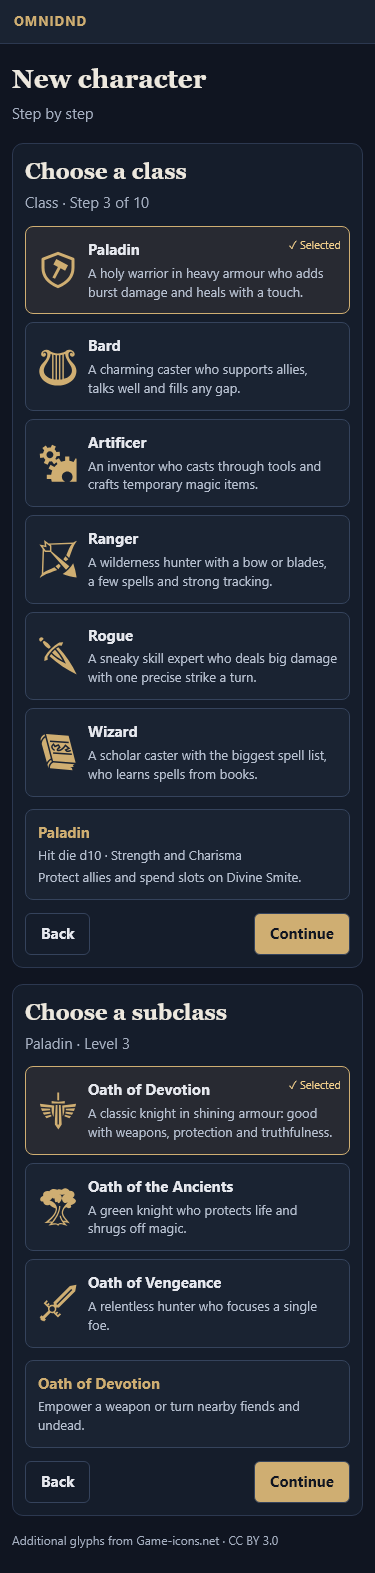 OMNIDND
New character
Step by step
Choose a class
Class · Step 3 of 10
Paladin
✓ Selected
A holy warrior in heavy armour who adds
burst damage and heals with a touch.
Bard
A charming caster who supports allies,
talks well and fills any gap.
Artificer
An inventor who casts through tools and
crafts temporary magic items.
Ranger
A wilderness hunter with a bow or blades,
a few spells and strong tracking.
Rogue
A sneaky skill expert who deals big damage
with one precise strike a turn.
Wizard
A scholar caster with the biggest spell list,
who learns spells from books.
Paladin
Hit die d10 · Strength and Charisma
Protect allies and spend slots on Divine Smite.
Back
Continue
Choose a subclass
Paladin · Level 3
Oath of Devotion
✓ Selected
A classic knight in shining armour: good
with weapons, protection and truthfulness.
Oath of the Ancients
A green knight who protects life and
shrugs off magic.
Oath of Vengeance
A relentless hunter who focuses a single
foe.
Oath of Devotion
Empower a weapon or turn nearby fiends and
undead.
Back
Continue
Additional glyphs from Game-icons.net · CC BY 3.0